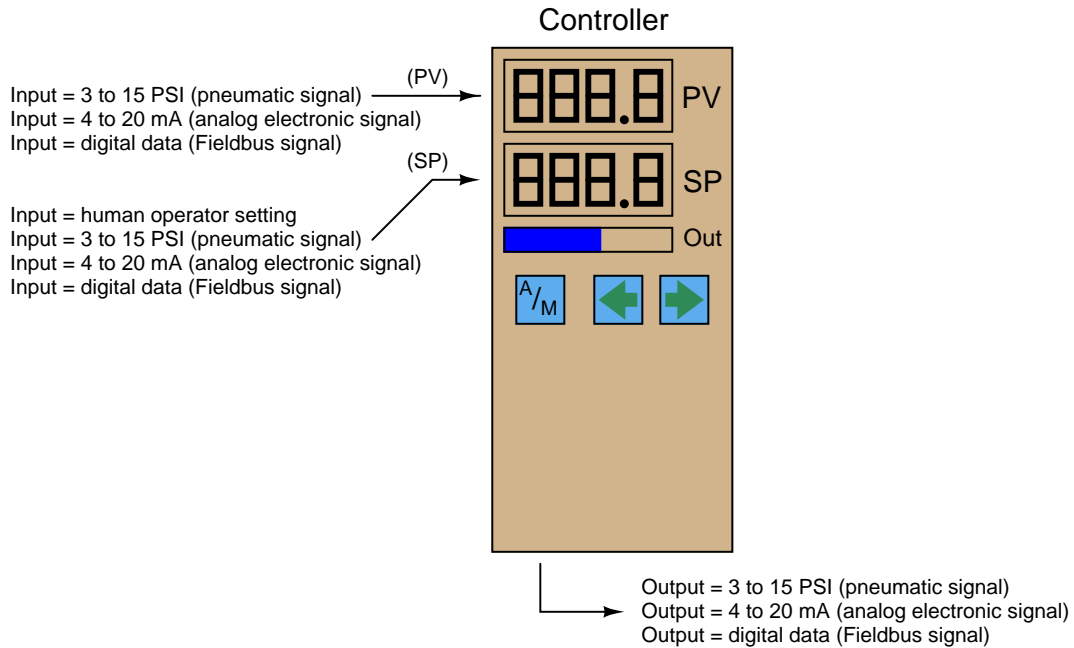 Controller
(PV)
Input = 3 to 15 PSI (pneumatic signal)
Input = 4 to 20 mA (analog electronic signal)
Input = digital data (Fieldbus signal)
(SP)
Input = human operator setting
Input = 3 to 15 PSI (pneumatic signal)
Input = 4 to 20 mA (analog electronic signal)
Input = digital data (Fieldbus signal)
888.8 PV
888.8 SP
Out
A/M
Output = 3 to 15 PSI (pneumatic signal)
Output = 4 to 20 mA (analog electronic signal)
Output = digital data (Fieldbus signal)